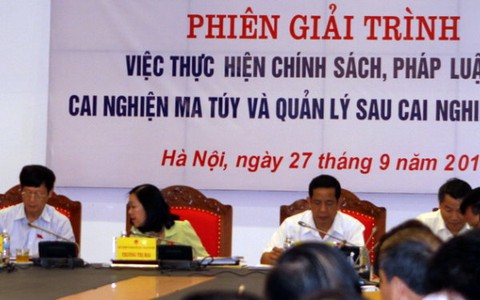 PHIÊN GIẢI TRÌNH
VIỆC THỰC HIỆN CHÍNH SÁCH, PHÁP LUẬ
CAI NGHIỆN MA TÚY VÀ QUẢN LÝ SAU CAI NGHI
Hà Nội, ngày 27 tháng 9 năm 201